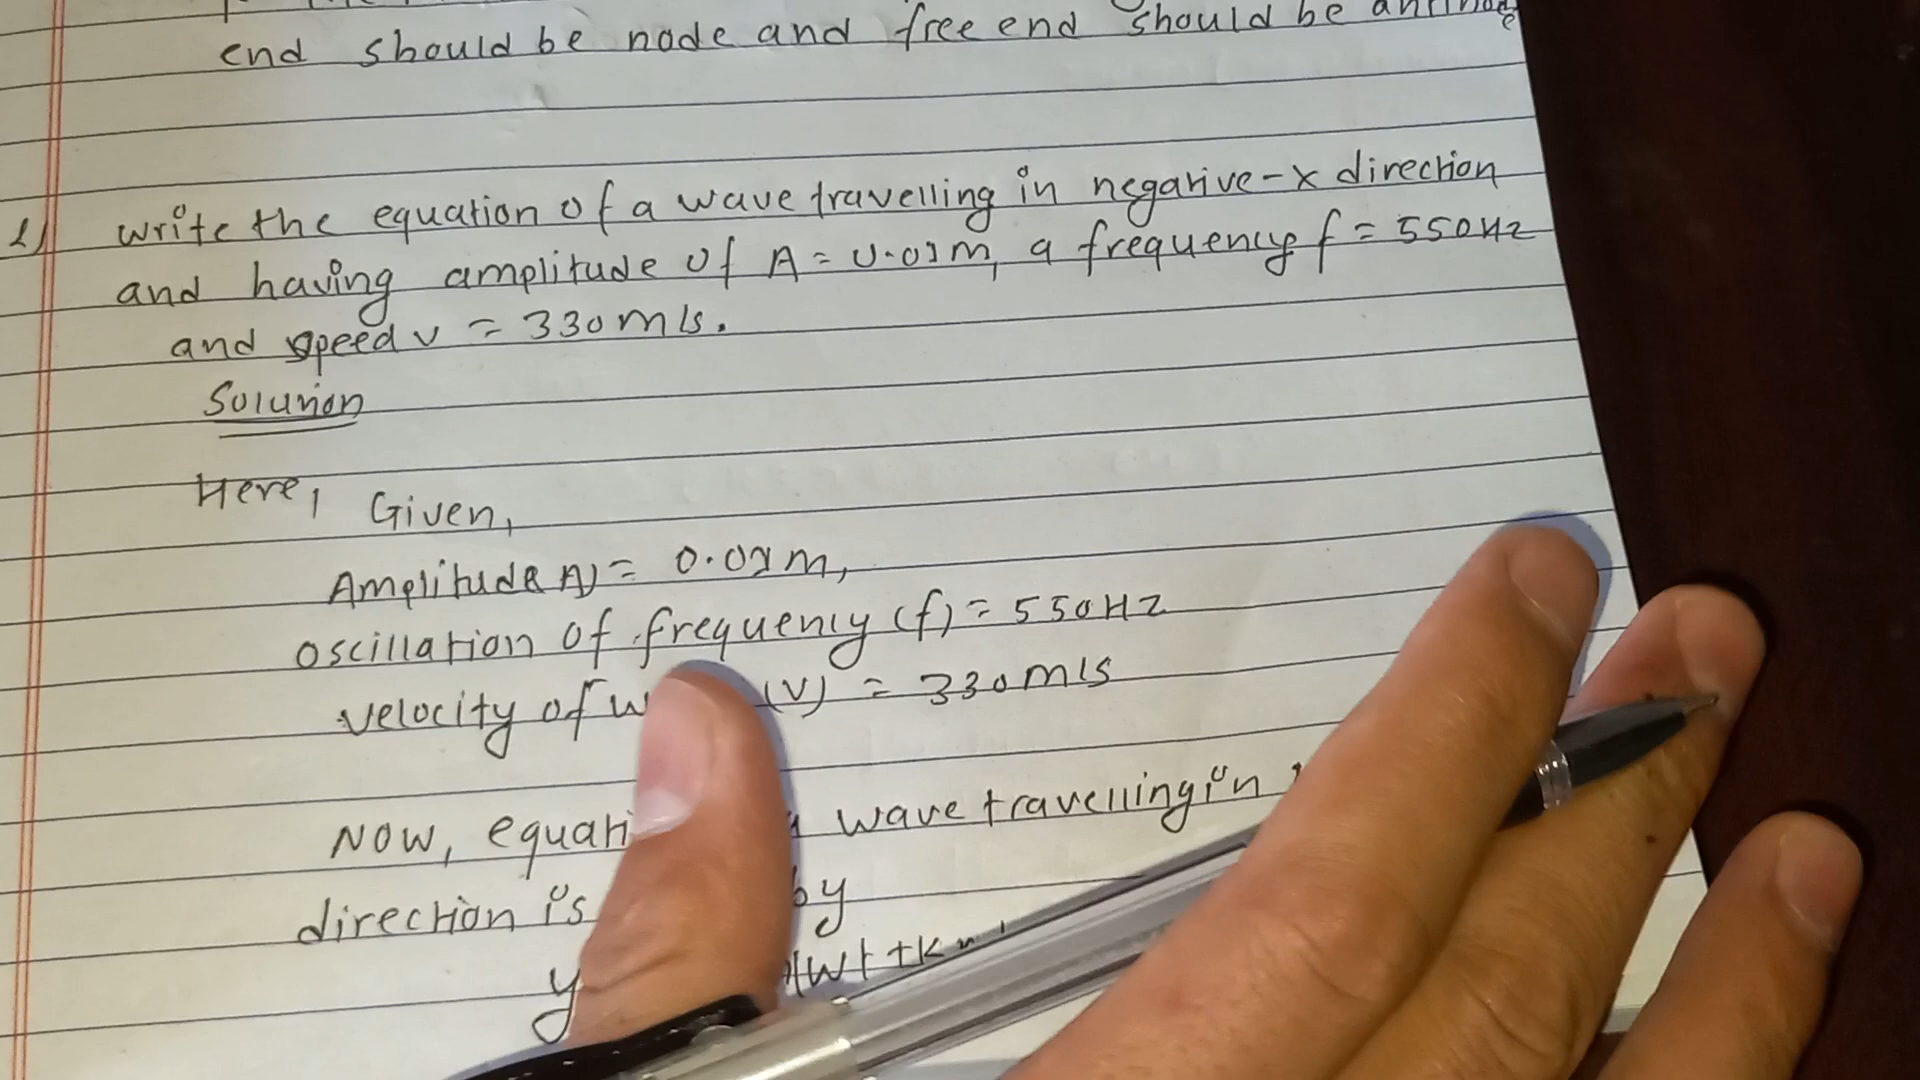 end should be node and free end should be antinode
1) write the equation of a wave travelling in negative-x direction
and having amplitude of A = 0.01m, a frequency f = 550Hz
and speed v = 330m/s.
Solution
Here, Given,
Amplitude A) = 0.01m,
oscillation of frequency (f) = 550HZ
velocity of (v) = 330m/s
NOW, wave travelling in
direction is by
y (wt + k